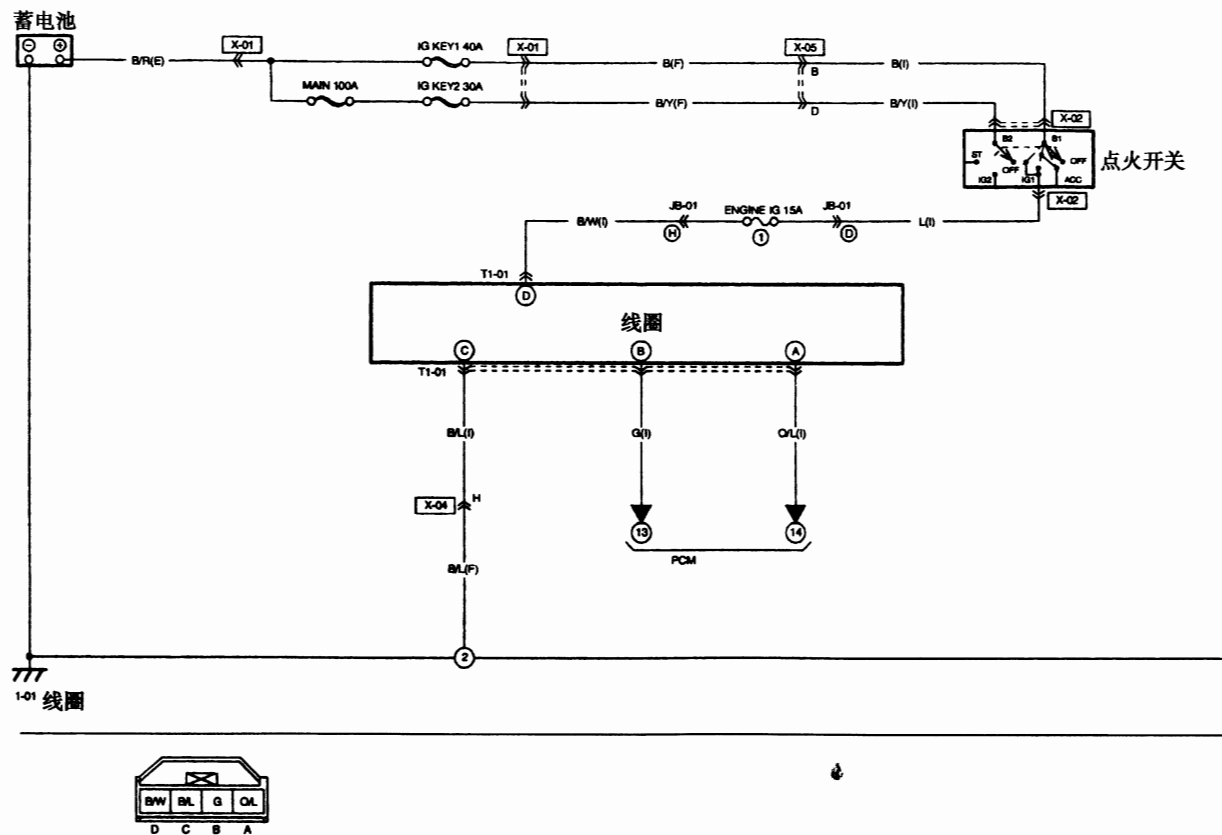 蓄电池
⊖ ⊕
B/R(E)
X-01
IG KEY1 40A
X-01
B(F)
X-05
B
B(I)
MAIN 100A
IG KEY2 30A
B/Y(F)
D
B/Y(I)
X-02
B2
B1
ST
OFF
OFF
IG2
IG1
ACC
点火开关
X-02
B/W(I)
JB-01
H
ENGINE IG 15A
1
JB-01
D
L(I)
T1-01
D
线圈
C
B
A
T1-01
B/L(I)
G(I)
O/L(I)
X-04
H
13
14
PCM
B/L(F)
2
1-01 线圈
B/W B/L G O/L
D C B A